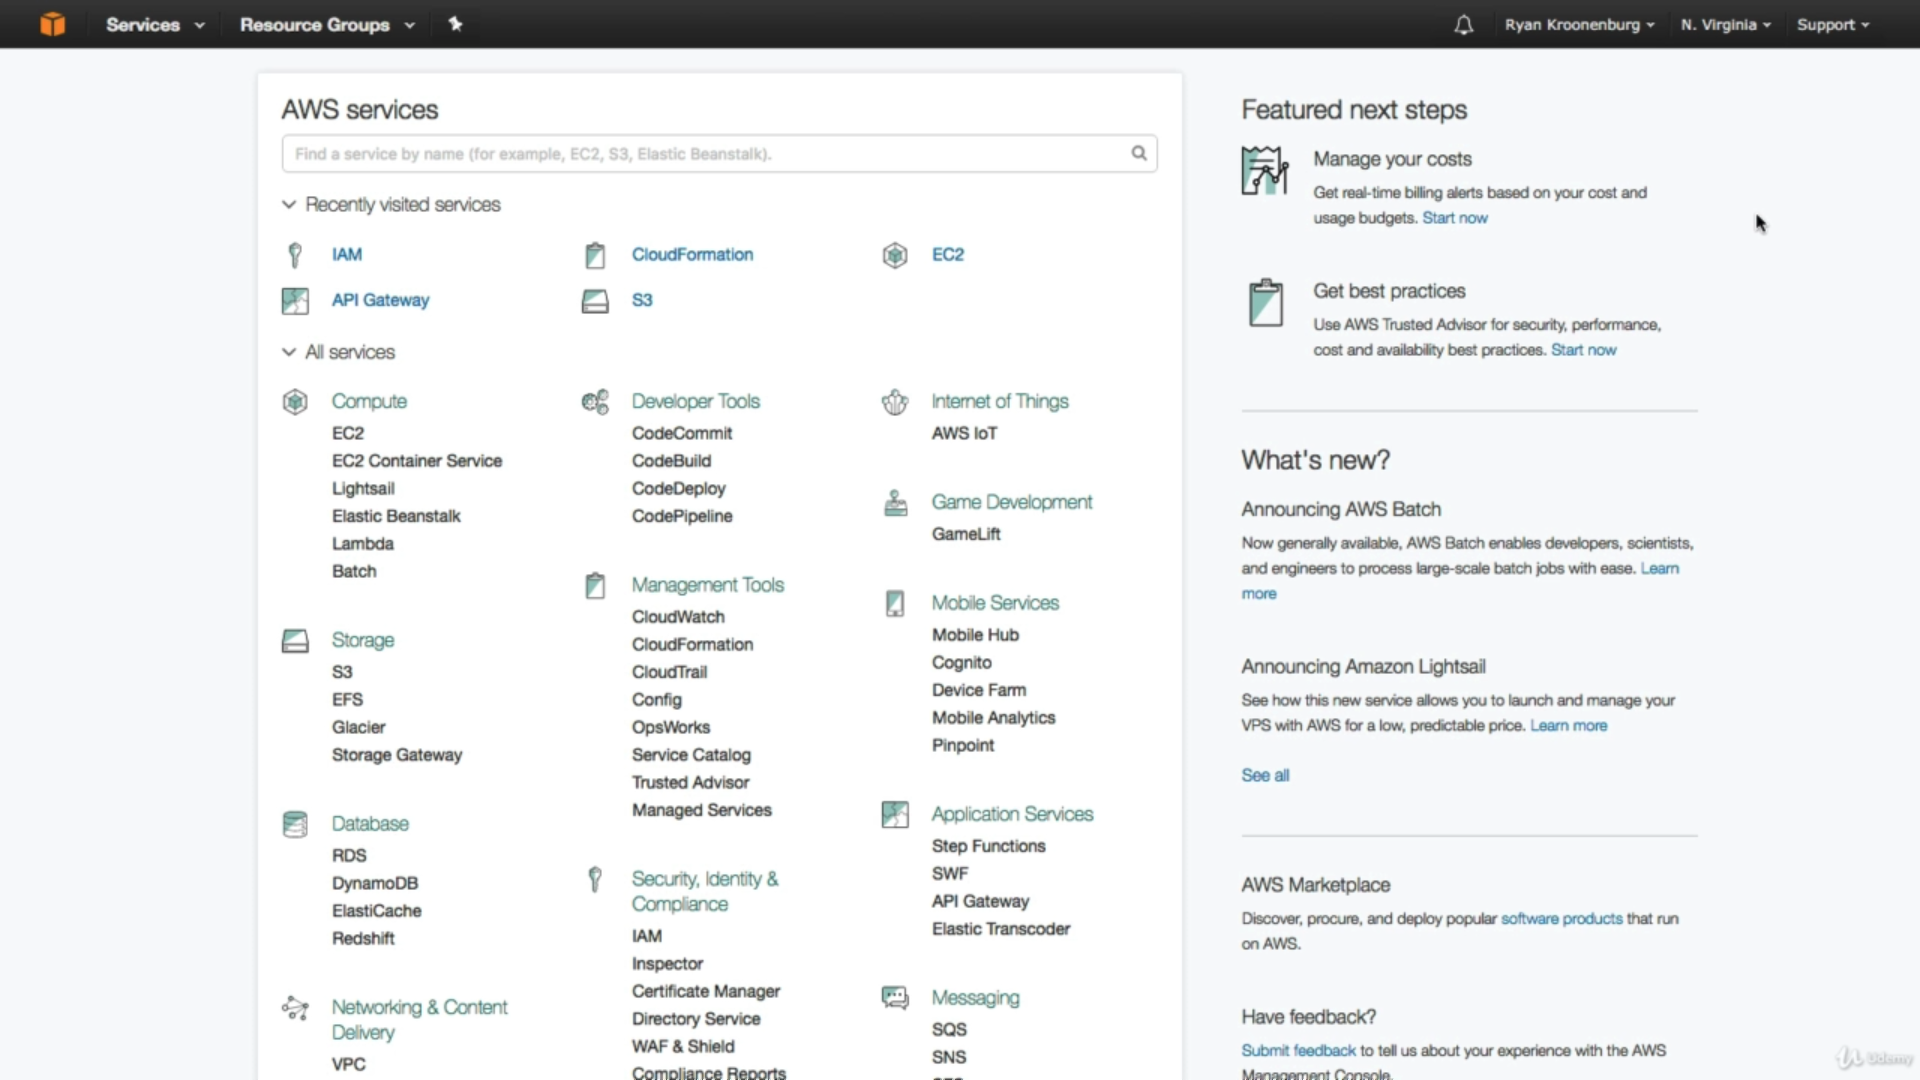 Services
Resource Groups
Ryan Kroonenburg
N. Virginia
Support
AWS services
Find a service by name (for example, EC2, S3, Elastic Beanstalk).
Recently visited services
IAM
CloudFormation
EC2
API Gateway
S3
All services
Compute
EC2
EC2 Container Service
Lightsail
Elastic Beanstalk
Lambda
Batch
Storage
S3
EFS
Glacier
Storage Gateway
Database
RDS
DynamoDB
ElastiCache
Redshift
Networking & Content
Delivery
VPC
Developer Tools
CodeCommit
CodeBuild
CodeDeploy
CodePipeline
Management Tools
CloudWatch
CloudFormation
CloudTrail
Config
OpsWorks
Service Catalog
Trusted Advisor
Managed Services
Security, Identity &
Compliance
IAM
Inspector
Certificate Manager
Directory Service
WAF & Shield
Compliance Reports
Internet of Things
AWS IoT
Game Development
GameLift
Mobile Services
Mobile Hub
Cognito
Device Farm
Mobile Analytics
Pinpoint
Application Services
Step Functions
SWF
API Gateway
Elastic Transcoder
Messaging
SQS
SNS
Featured next steps
Manage your costs
Get real-time billing alerts based on your cost and
usage budgets. Start now
Get best practices
Use AWS Trusted Advisor for security, performance,
cost and availability best practices. Start now
What's new?
Announcing AWS Batch
Now generally available, AWS Batch enables developers, scientists,
and engineers to process large-scale batch jobs with ease. Learn
more
Announcing Amazon Lightsail
See how this new service allows you to launch and manage your
VPS with AWS for a low, predictable price. Learn more
See all
AWS Marketplace
Discover, procure, and deploy popular software products that run
on AWS.
Have feedback?
Submit feedback to tell us about your experience with the AWS
Management Console.
Udemy